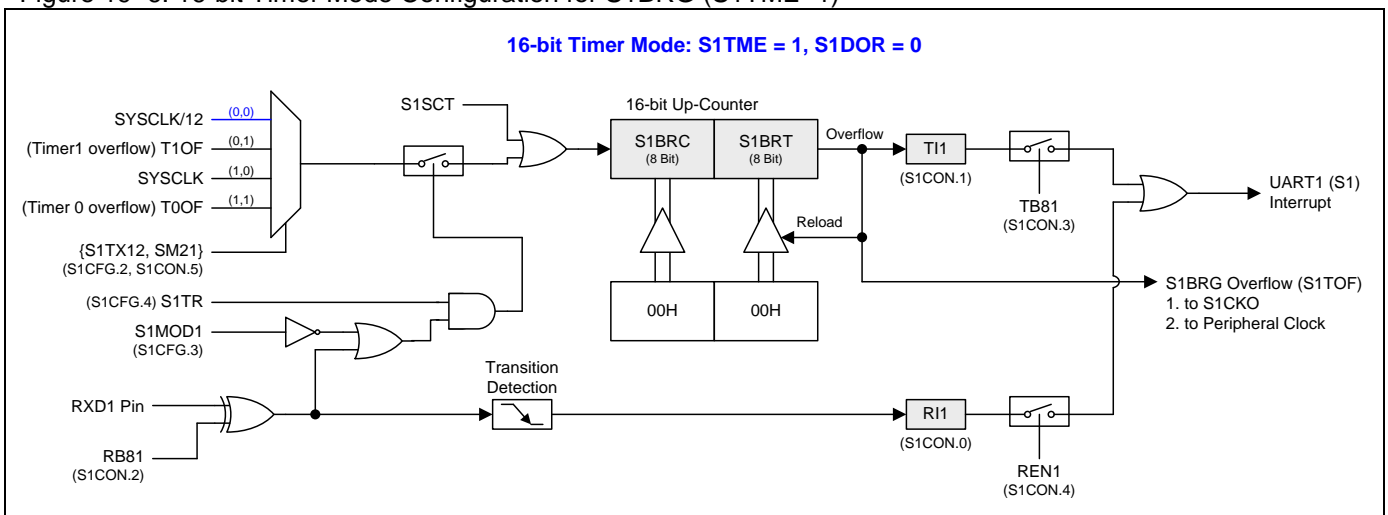 Figure 18-3. 16-bit Timer Mode Configuration for S1BRG (S1TME=1)
16-bit Timer Mode: S1TME = 1, S1DOR = 0
SYSCLK/12 (0,0)
(Timer1 overflow) T1OF (0,1)
SYSCLK (1,0)
(Timer 0 overflow) T0OF (1,1)
{S1TX12, SM21}
(S1CFG.2, S1CON.5)
(S1CFG.4) S1TR
S1MOD1
(S1CFG.3)
RXD1 Pin
RB81
(S1CON.2)
S1SCT
16-bit Up-Counter
S1BRC
(8 Bit)
S1BRT
(8 Bit)
Overflow
Reload
00H
00H
Transition
Detection
TI1
(S1CON.1)
TB81
(S1CON.3)
RI1
(S1CON.0)
REN1
(S1CON.4)
UART1 (S1)
Interrupt
S1BRG Overflow (S1TOF)
1. to S1CKO
2. to Peripheral Clock